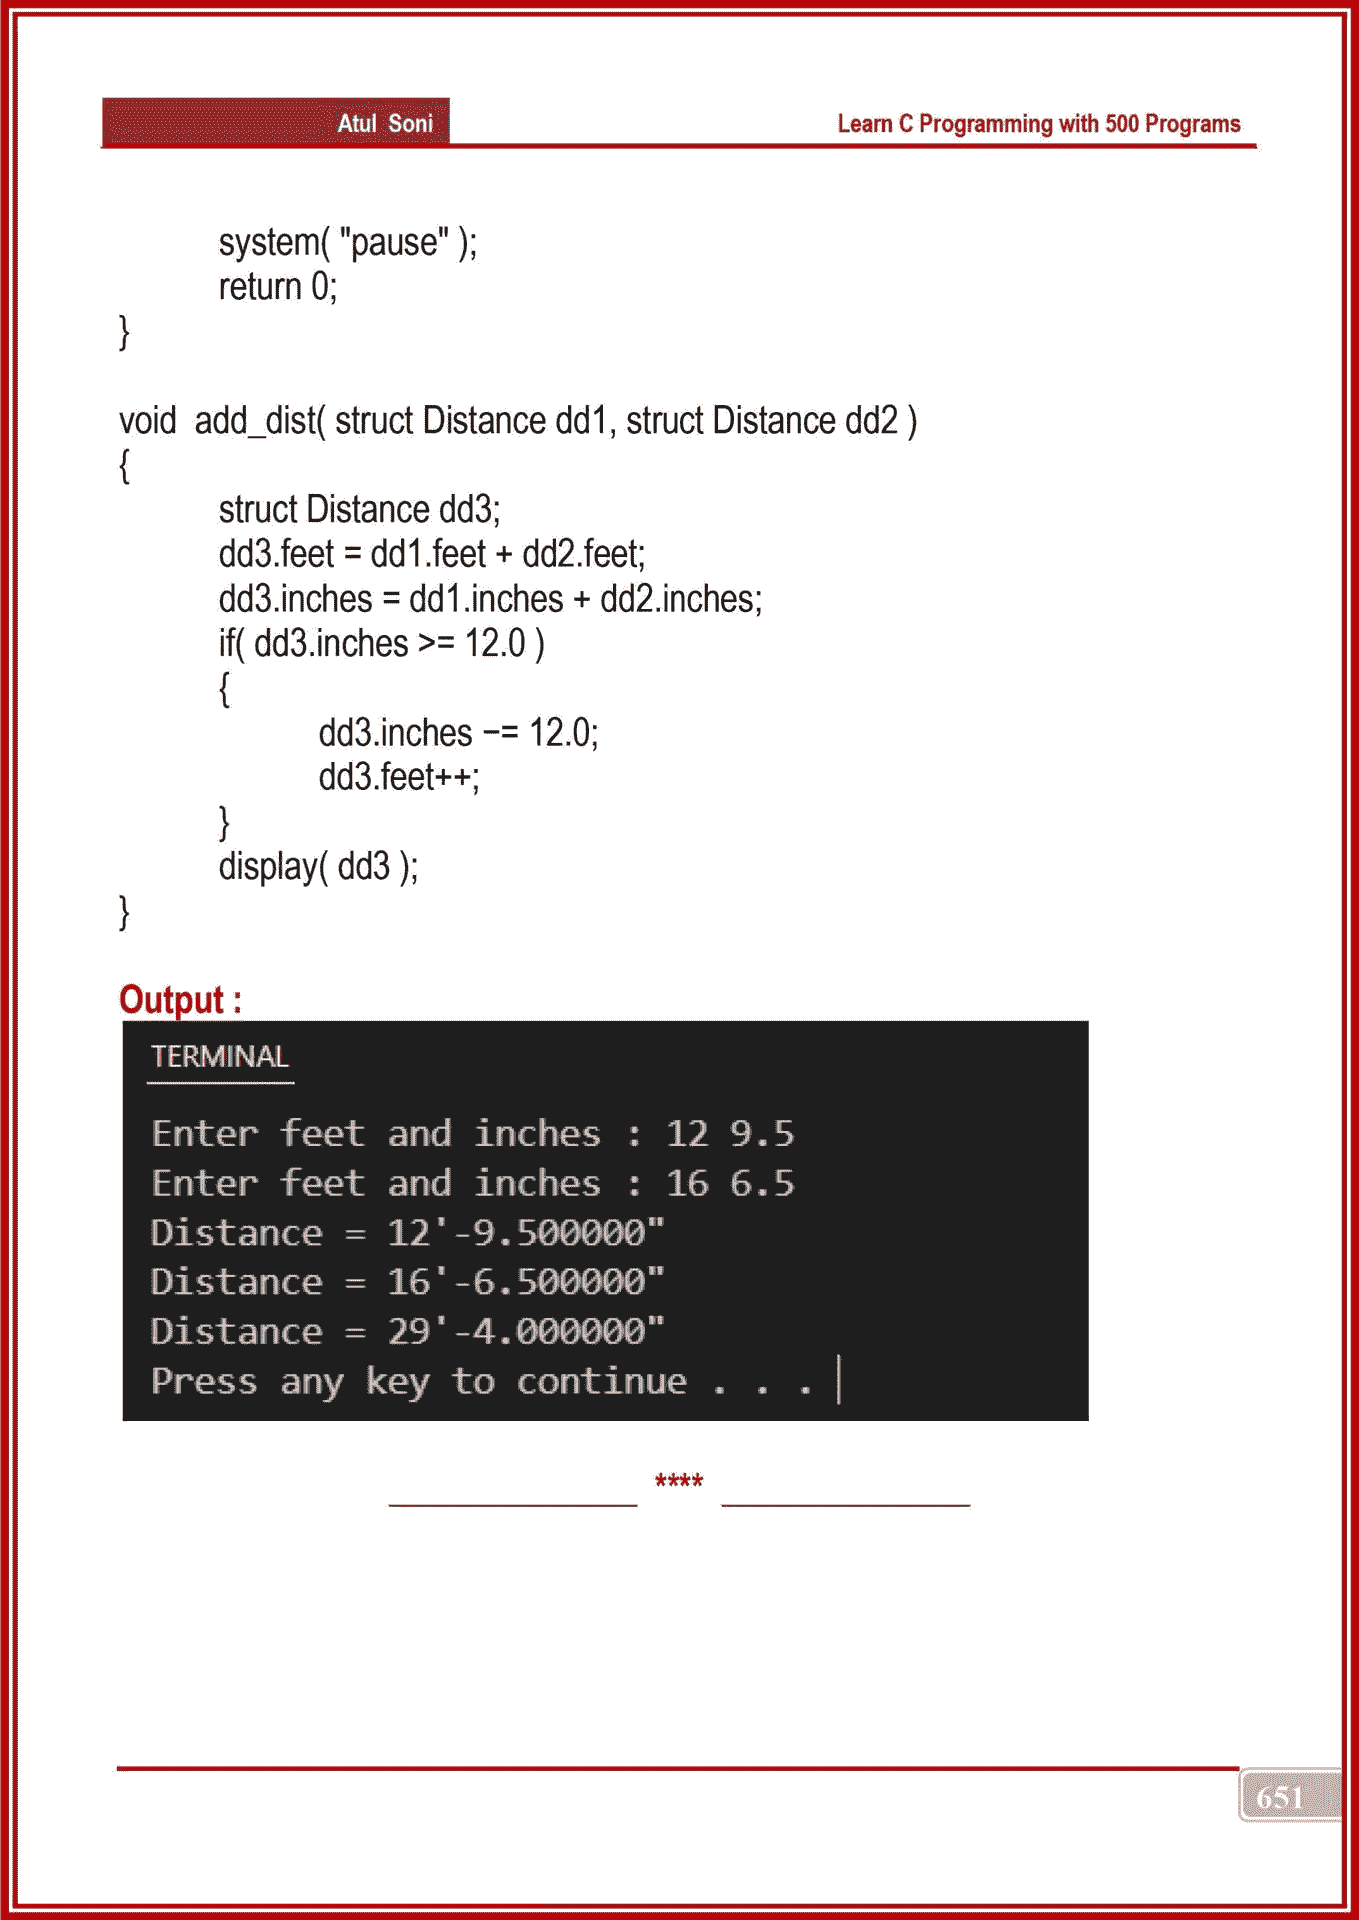 Atul  Soni
Learn C Programming with 500 Programs
system( "pause" );
return 0;
}
void  add_dist( struct Distance dd1, struct Distance dd2 )
{
struct Distance dd3;
dd3.feet = dd1.feet + dd2.feet;
dd3.inches = dd1.inches + dd2.inches;
if( dd3.inches >= 12.0 )
{
dd3.inches −= 12.0;
dd3.feet++;
}
display( dd3 );
}
Output :
TERMINAL
Enter feet and inches : 12 9.5
Enter feet and inches : 16 6.5
Distance = 12'-9.500000"
Distance = 16'-6.500000"
Distance = 29'-4.000000"
Press any key to continue . . .
****
651